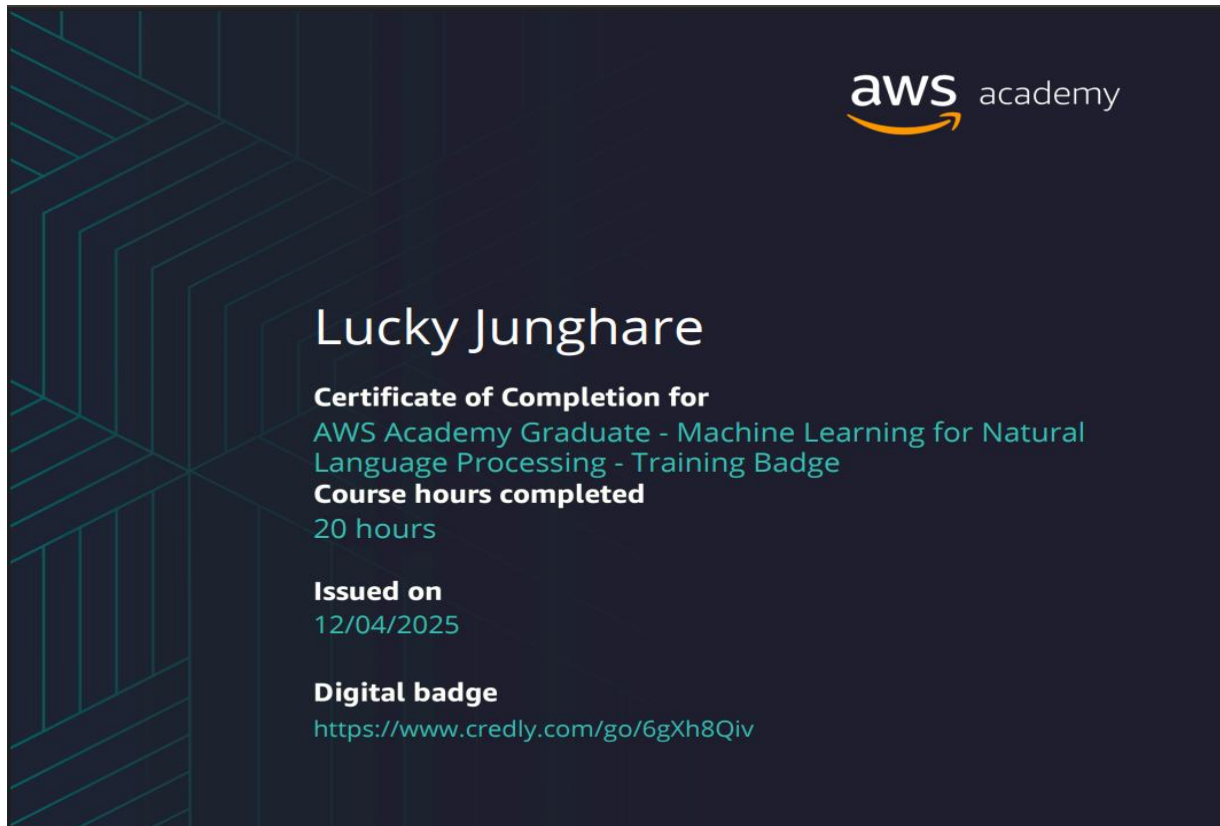 aws academy
Lucky Junghare
Certificate of Completion for
AWS Academy Graduate - Machine Learning for Natural
Language Processing - Training Badge
Course hours completed
20 hours
Issued on
12/04/2025
Digital badge
https://www.credly.com/go/6gXh8Qiv